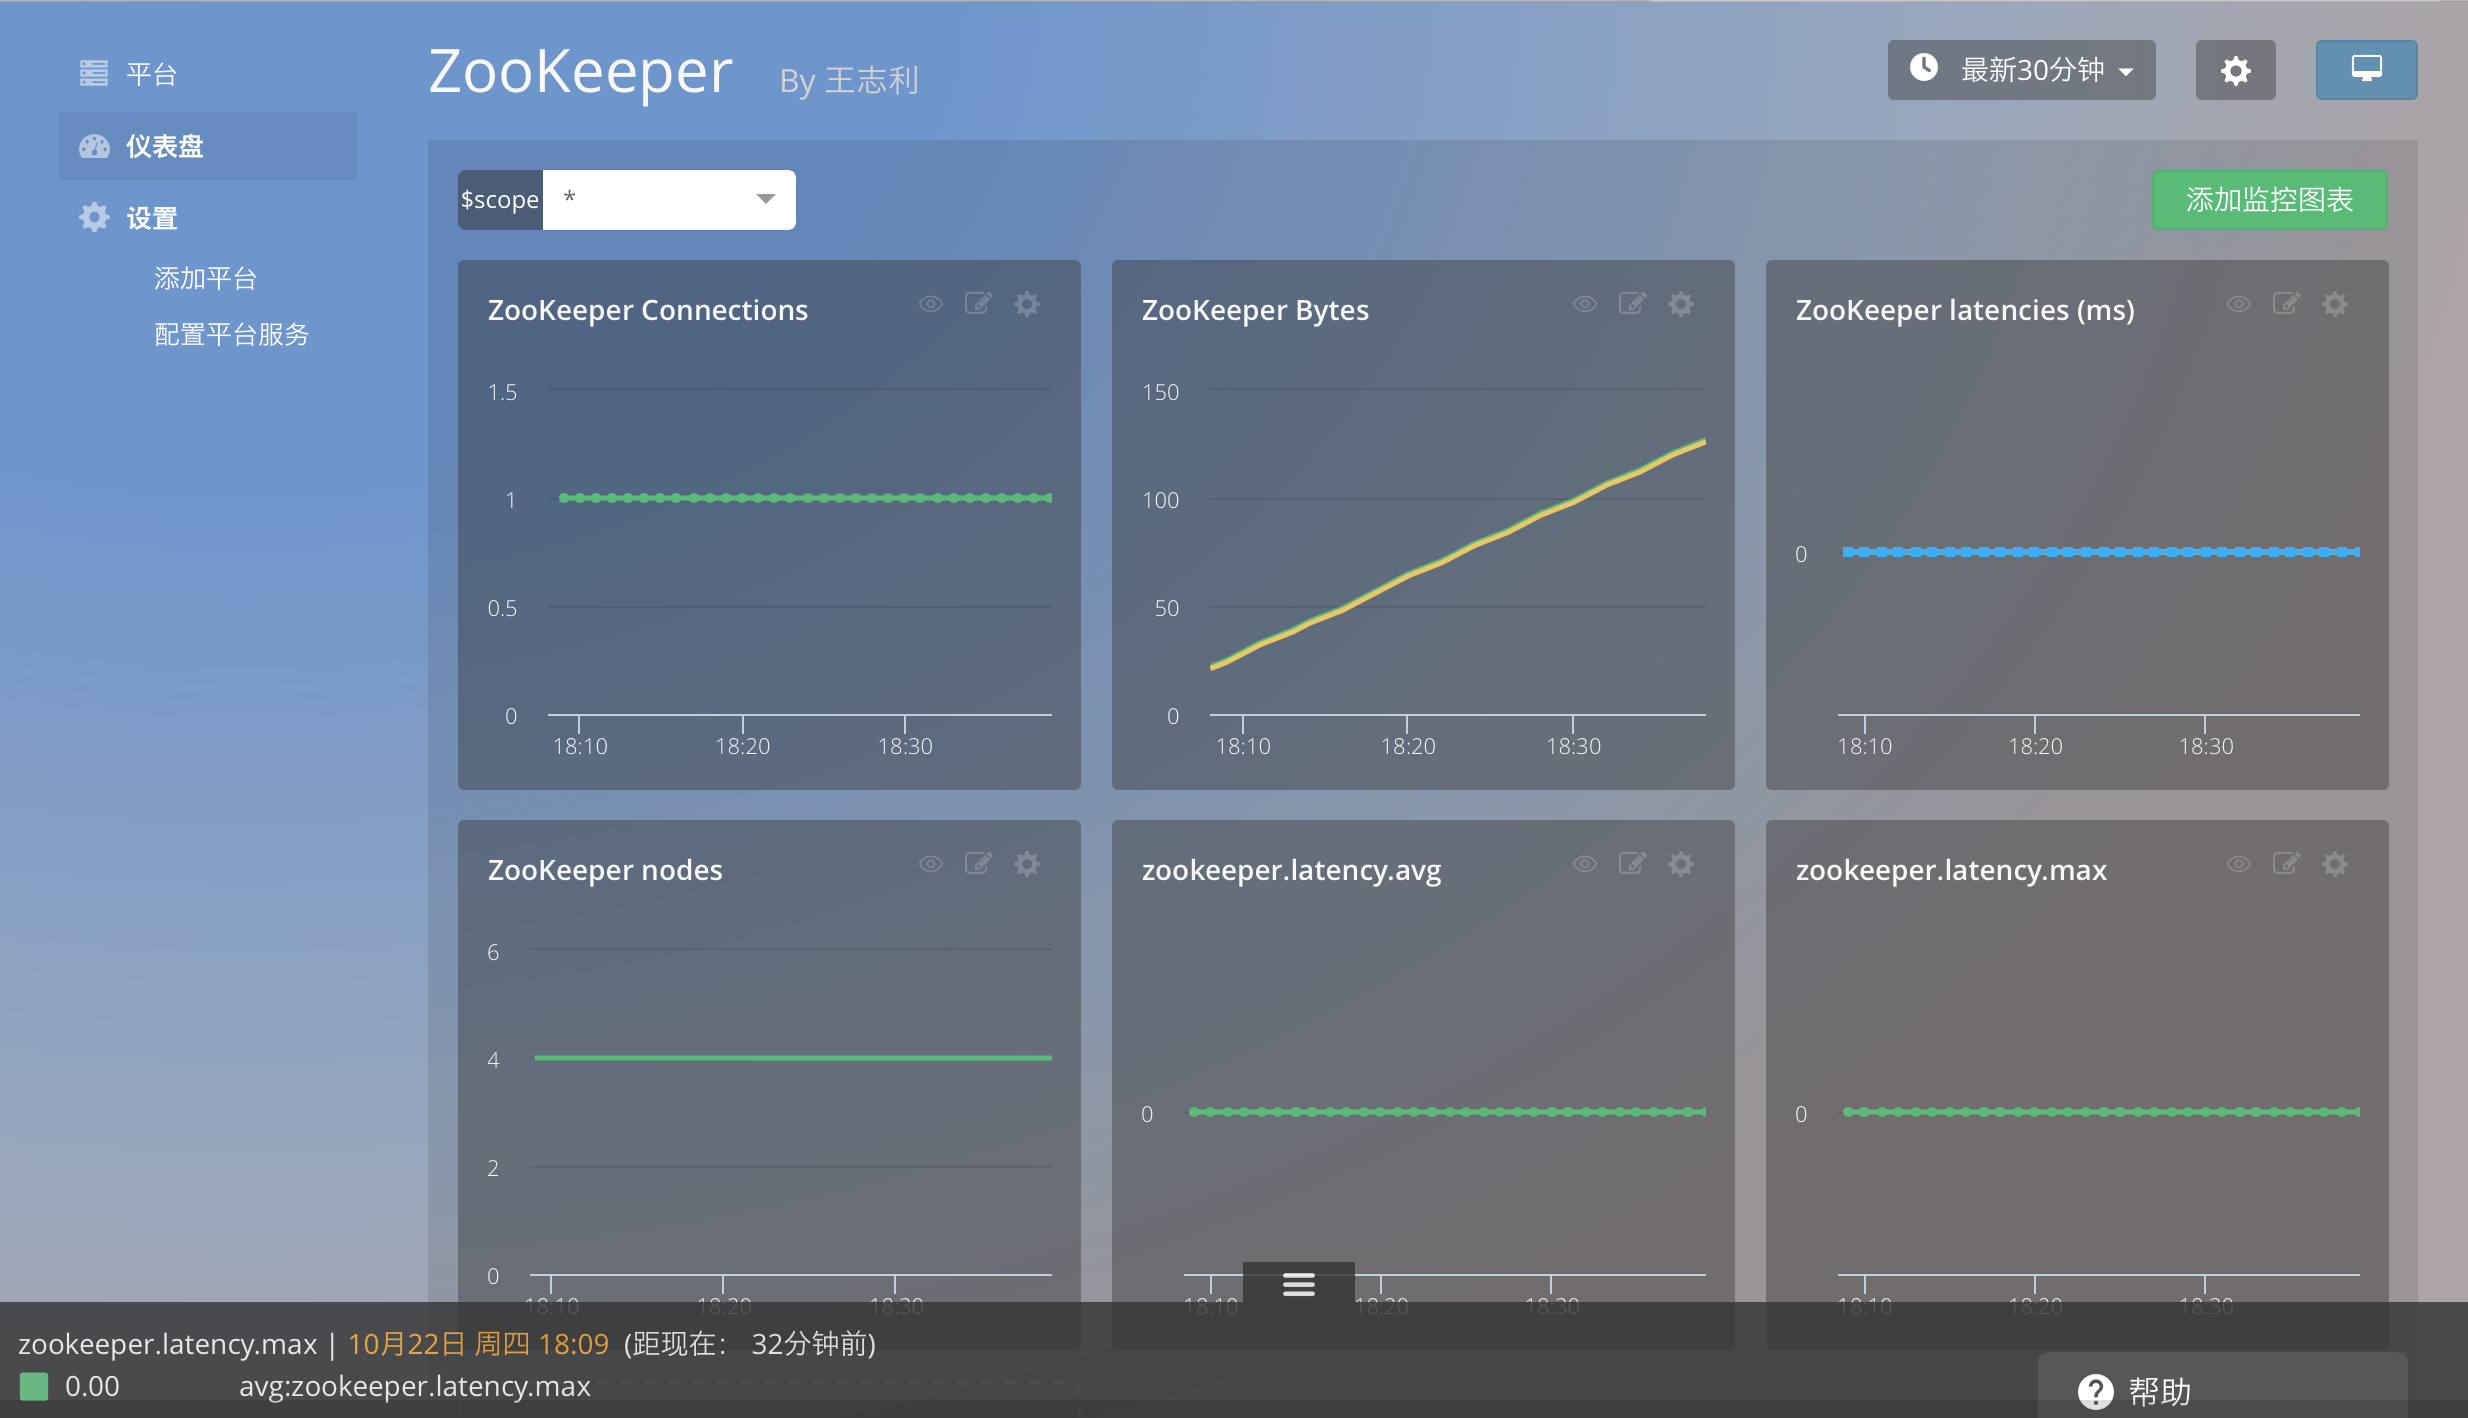 平台
仪表盘
设置
添加平台
配置平台服务
ZooKeeper By 王志利
最新30分钟
$scope *
添加监控图表
ZooKeeper Connections
1.5
1
0.5
0
18:10 18:20 18:30
ZooKeeper Bytes
150
100
50
0
18:10 18:20 18:30
ZooKeeper latencies (ms)
0
18:10 18:20 18:30
ZooKeeper nodes
6
4
2
0
18:10 18:20 18:30
zookeeper.latency.avg
0
18:10 18:20 18:30
zookeeper.latency.max
0
18:10 18:20 18:30
zookeeper.latency.max | 10月22日 周四 18:09 (距现在： 32分钟前)
0.00 avg:zookeeper.latency.max
帮助